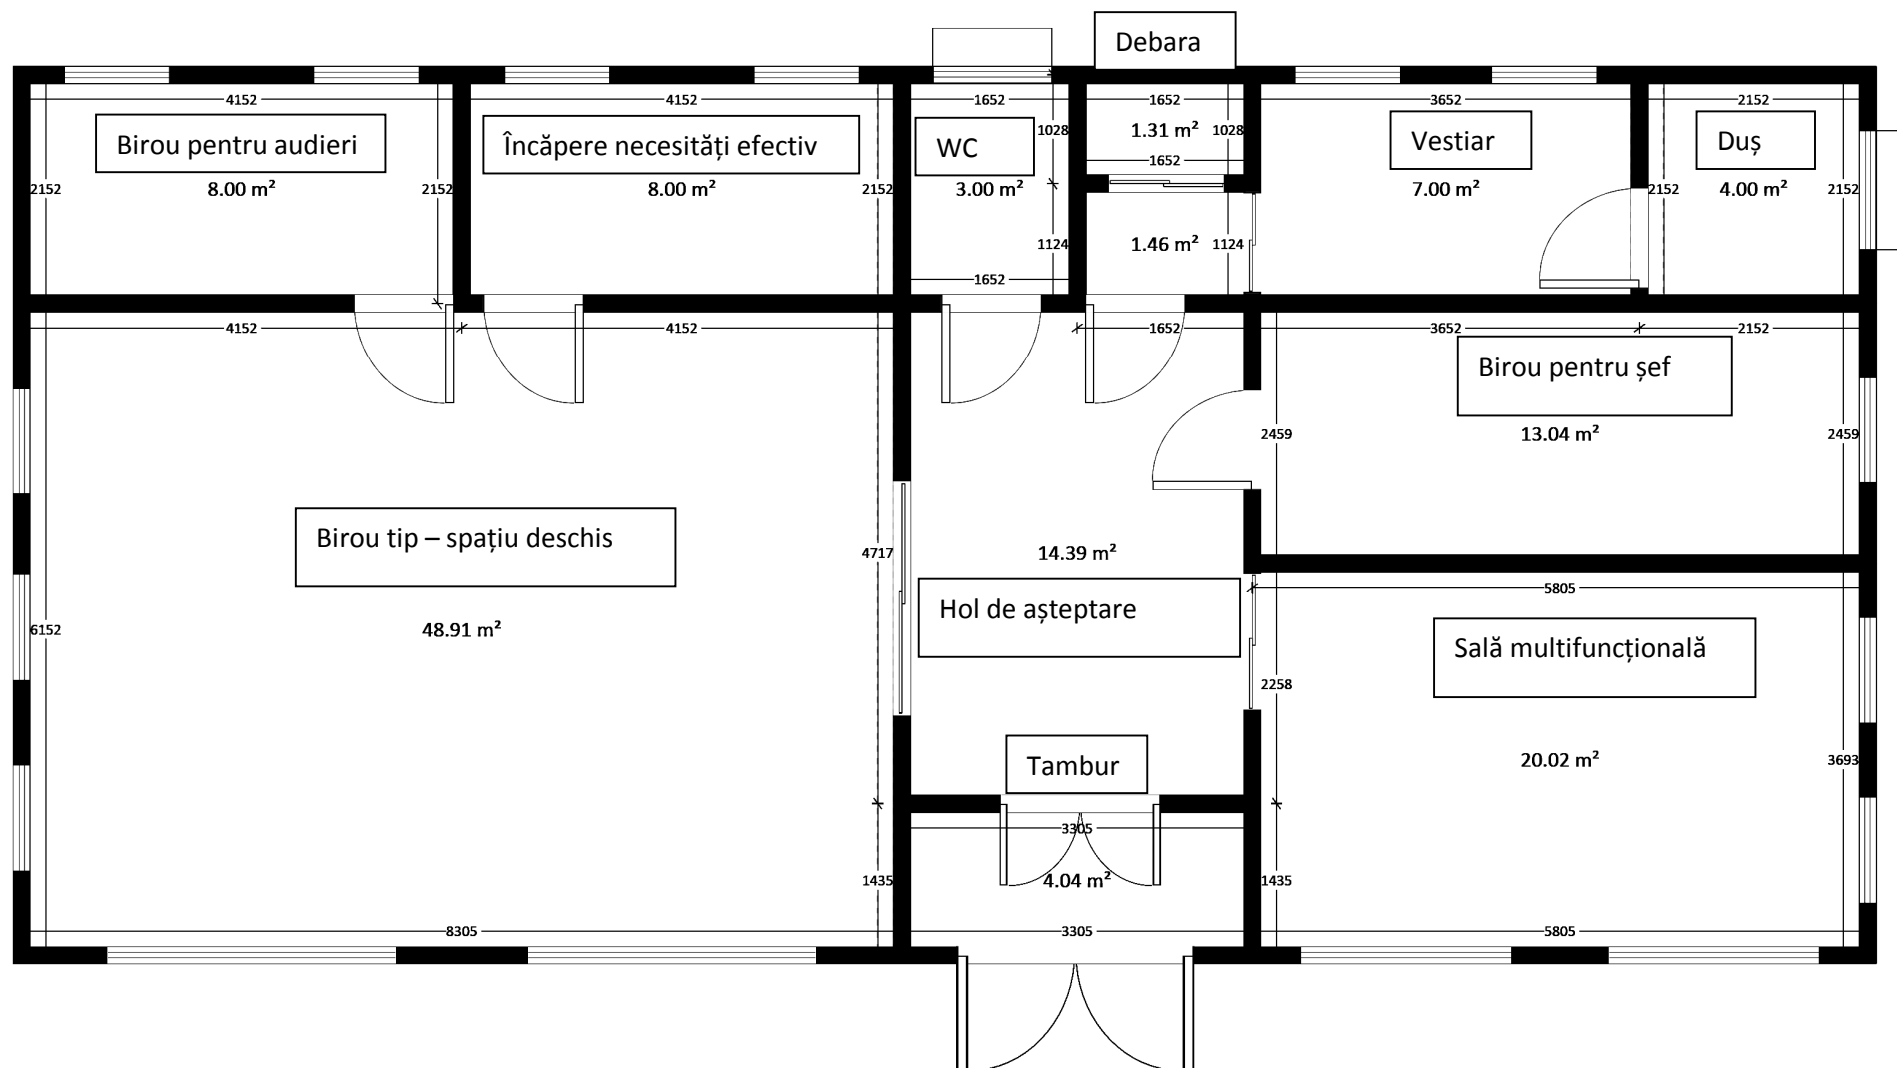 Debara
4152
4152
1652
1652
3652
2152
Birou pentru audieri
Încăpere necesități efectiv
WC
1028
1.31 m²
1028
Vestiar
Duș
1652
2152
8.00 m²
2152
8.00 m²
2152
3.00 m²
7.00 m²
2152
4.00 m²
2152
1124
1.46 m²
1124
1652
4152
4152
1652
3652
2152
Birou pentru șef
2459
13.04 m²
2459
Birou tip – spațiu deschis
4717
14.39 m²
5805
Hol de așteptare
6152
48.91 m²
Sală multifuncțională
2258
Tambur
20.02 m²
3693
3305
1435
4.04 m²
1435
8305
3305
5805